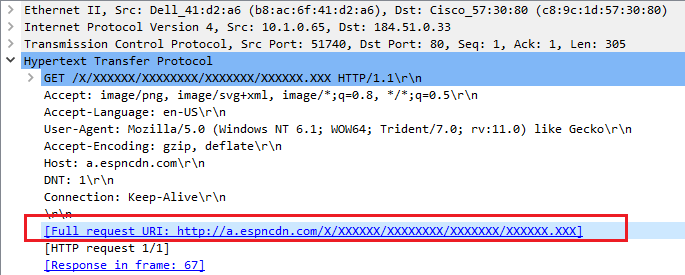 Ethernet II, Src: Dell_41:d2:a6 (b8:ac:6f:41:d2:a6), Dst: Cisco_57:30:80 (c8:9c:1d:57:30:80)
Internet Protocol Version 4, Src: 10.1.0.65, Dst: 184.51.0.33
Transmission Control Protocol, Src Port: 51740, Dst Port: 80, Seq: 1, Ack: 1, Len: 305
Hypertext Transfer Protocol
GET /X/XXXXXX/XXXXXXXX/XXXXXXX/XXXXXX.XXX HTTP/1.1\r\n
Accept: image/png, image/svg+xml, image/*;q=0.8, */*;q=0.5\r\n
Accept-Language: en-US\r\n
User-Agent: Mozilla/5.0 (Windows NT 6.1; WOW64; Trident/7.0; rv:11.0) like Gecko\r\n
Accept-Encoding: gzip, deflate\r\n
Host: a.espncdn.com\r\n
DNT: 1\r\n
Connection: Keep-Alive\r\n
\r\n
[Full request URI: http://a.espncdn.com/X/XXXXXX/XXXXXXXX/XXXXXXX/XXXXXX.XXX]
[HTTP request 1/1]
[Response in frame: 67]